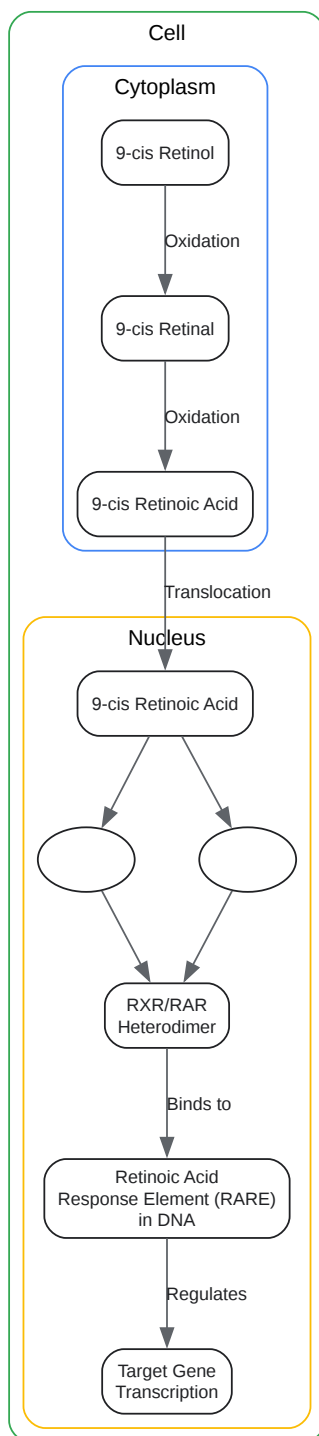 Cell
Cytoplasm
9-cis Retinol
Oxidation
9-cis Retinal
Oxidation
9-cis Retinoic Acid
Translocation
Nucleus
9-cis Retinoic Acid
RXR/RAR
Heterodimer
Binds to
Retinoic Acid
Response Element (RARE)
in DNA
Regulates
Target Gene
Transcription